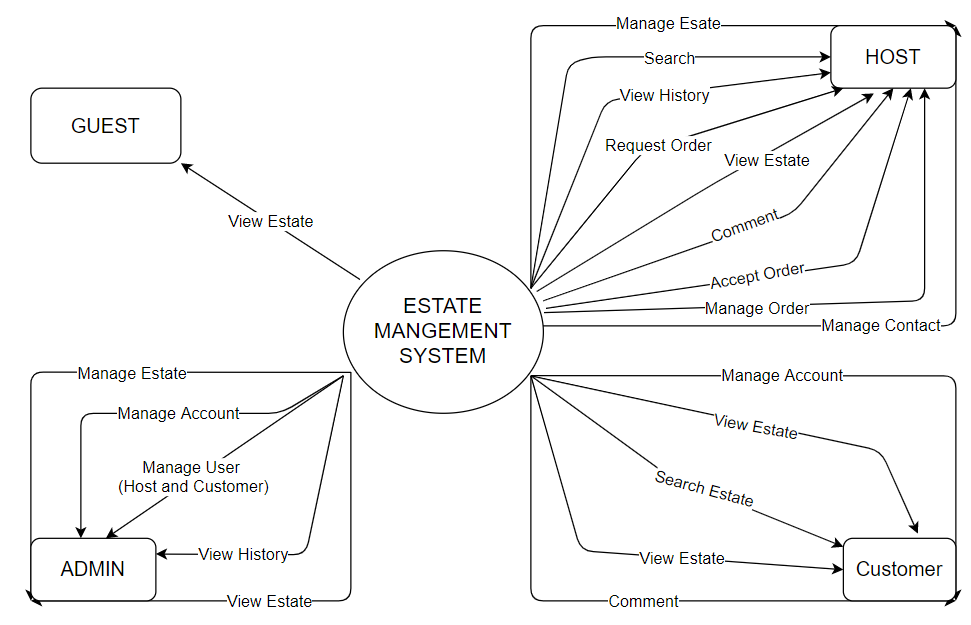 Manage Esate
Search
HOST
View History
GUEST
Request Order
View Estate
View Estate
Comment
Accept Order
ESTATE
MANGEMENT
SYSTEM
Manage Order
Manage Contact
Manage Estate
Manage Account
Manage Account
View Estate
Manage User
(Host and Customer)
Search Estate
View History
View Estate
ADMIN
Customer
View Estate
Comment